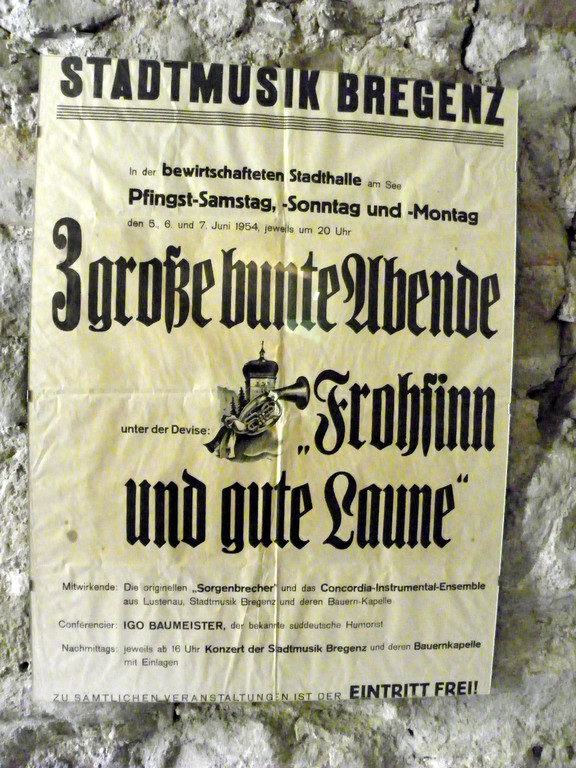 STADTMUSIK BREGENZ
In der bewirtschafteten Stadthalle am See
Pfingst-Samstag, -Sonntag und -Montag
den 5., 6. und 7. Juni 1954, jeweils um 20 Uhr
3 große bunte Abende
unter der Devise: „Frohsinn
und gute Laune“
Mitwirkende: Die originellen „Sorgenbrecher“ und das Concordia-Instrumental-Ensemble
aus Lustenau, Stadtmusik Bregenz und deren Bauern-Kapelle
Conférencier: IGO BAUMEISTER, der bekannte süddeutsche Humorist
Nachmittags: jeweils ab 16 Uhr Konzert der Stadtmusik Bregenz und deren Bauernkapelle
mit Einlagen
ZU SÄMTLICHEN VERANSTALTUNGEN IST DER EINTRITT FREI!